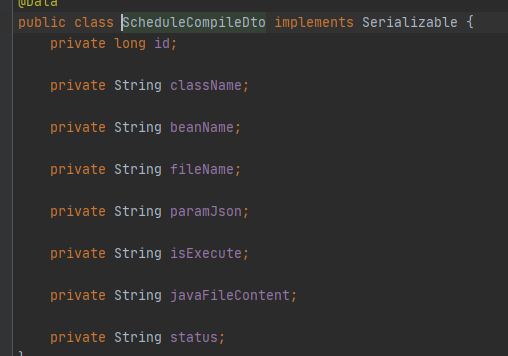 @Data
public class ScheduleCompileDto implements Serializable {
private long id;
private String className;
private String beanName;
private String fileName;
private String paramJson;
private String isExecute;
private String javaFileContent;
private String status;
}